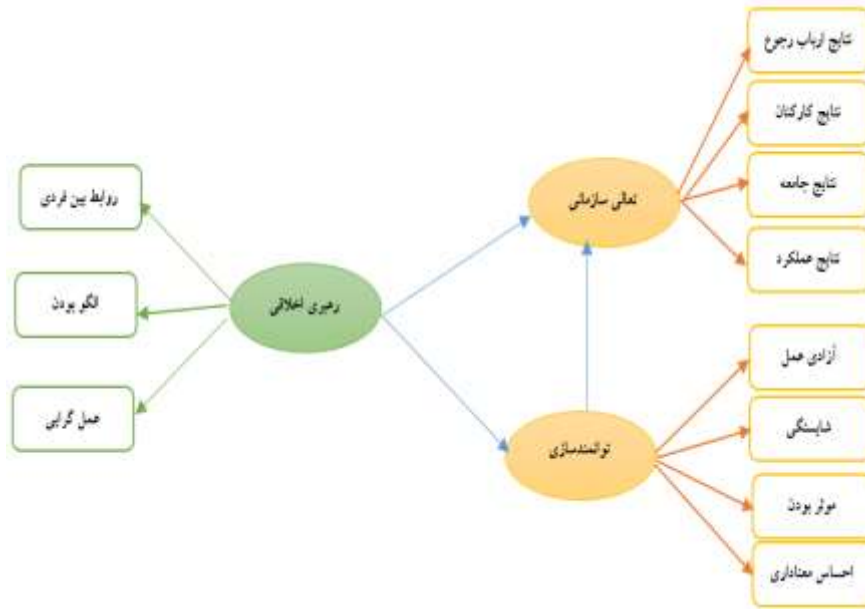 نتایج ارباب رجوع
نتایج کارکنان
نتایج جامعه
نتایج عملکرد
تعالی سازمانی
روابط بین فردی
الگو بودن
عمل گرایی
رهبری اخلاقی
آزادی عمل
شایستگی
موثر بودن
احساس معناداری
توانمندسازی